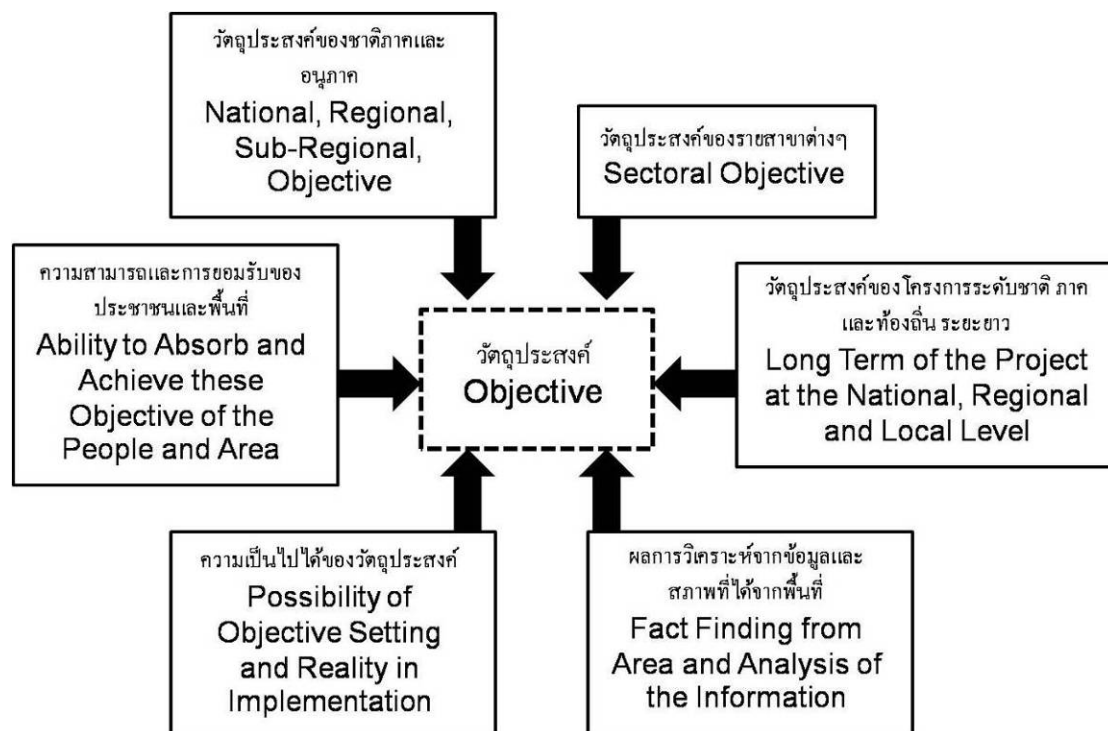 วัตถุประสงค์ของชาติภาคและ
อนุภาค
National, Regional,
Sub-Regional,
Objective
วัตถุประสงค์ของรายสาขาต่างๆ
Sectoral Objective
ความสามารถและการยอมรับของ
ประชาชนและพื้นที่
Ability to Absorb and
Achieve these
Objective of the
People and Area
วัตถุประสงค์
Objective
วัตถุประสงค์ของโครงการระดับชาติ ภาค
และท้องถิ่น ระยะยาว
Long Term of the Project
at the National, Regional
and Local Level
ความเป็นไปได้ของวัตถุประสงค์
Possibility of
Objective Setting
and Reality in
Implementation
ผลการวิเคราะห์จากข้อมูลและ
สภาพที่ได้จากพื้นที่
Fact Finding from
Area and Analysis of
the Information